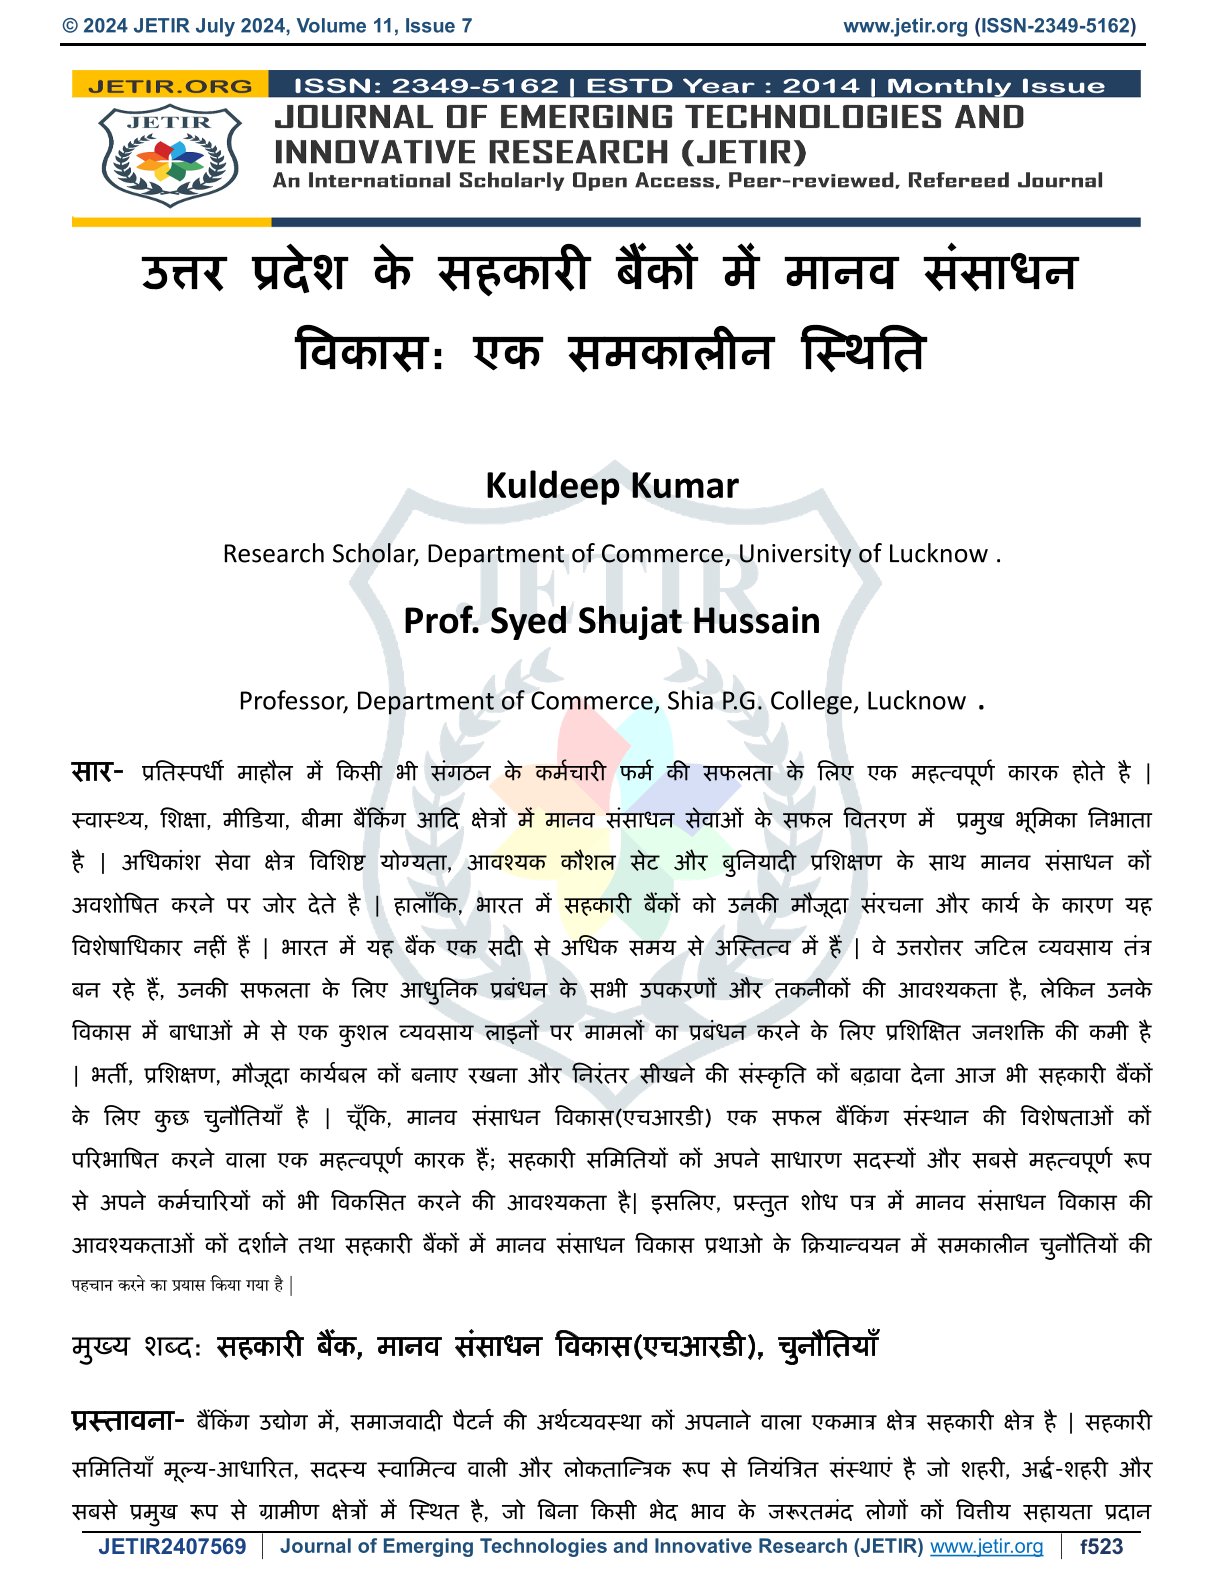 © 2024 JETIR July 2024, Volume 11, Issue 7 www.jetir.org (ISSN-2349-5162)
JETIR.ORG ISSN: 2349-5162 | ESTD Year : 2014 | Monthly Issue
JETIR
JOURNAL OF EMERGING TECHNOLOGIES AND
INNOVATIVE RESEARCH (JETIR)
An International Scholarly Open Access, Peer-reviewed, Refereed Journal
उत्तर प्रदेश के सहकारी बैंकों में मानव संसाधन
विकास: एक समकालीन स्थिति
Kuldeep Kumar
Research Scholar, Department of Commerce, University of Lucknow .
JETIR
Prof. Syed Shujat Hussain
Professor, Department of Commerce, Shia P.G. College, Lucknow .
सार- प्रतिस्पर्धी माहौल में किसी भी संगठन के कर्मचारी फर्म की सफलता के लिए एक महत्वपूर्ण कारक होते है |
स्वास्थ्य, शिक्षा, मीडिया, बीमा बैंकिंग आदि क्षेत्रों में मानव संसाधन सेवाओं के सफल वितरण में प्रमुख भूमिका निभाता
है | अधिकांश सेवा क्षेत्र विशिष्ट योग्यता, आवश्यक कौशल सेट और बुनियादी प्रशिक्षण के साथ मानव संसाधन कों
अवशोषित करने पर जोर देते है | हालाँकि, भारत में सहकारी बैंकों को उनकी मौजूदा संरचना और कार्य के कारण यह
विशेषाधिकार नहीं हैं | भारत में यह बैंक एक सदी से अधिक समय से अस्तित्व में हैं | वे उत्तरोत्तर जटिल व्यवसाय तंत्र
बन रहे हैं, उनकी सफलता के लिए आधुनिक प्रबंधन के सभी उपकरणों और तकनीकों की आवश्यकता है, लेकिन उनके
विकास में बाधाओं मे से एक कुशल व्यवसाय लाइनों पर मामलों का प्रबंधन करने के लिए प्रशिक्षित जनशक्ति की कमी है
| भर्ती, प्रशिक्षण, मौजूदा कार्यबल कों बनाए रखना और निरंतर सीखने की संस्कृति कों बढ़ावा देना आज भी सहकारी बैंकों
के लिए कुछ चुनौतियाँ है | चूँकि, मानव संसाधन विकास(एचआरडी) एक सफल बैंकिंग संस्थान की विशेषताओं कों
परिभाषित करने वाला एक महत्वपूर्ण कारक हैं; सहकारी समितियों कों अपने साधारण सदस्यों और सबसे महत्वपूर्ण रूप
से अपने कर्मचारियों कों भी विकसित करने की आवश्यकता है| इसलिए, प्रस्तुत शोध पत्र में मानव संसाधन विकास की
आवश्यकताओं कों दर्शाने तथा सहकारी बैंकों में मानव संसाधन विकास प्रथाओ के क्रियान्वयन में समकालीन चुनौतियों की
पहचान करने का प्रयास किया गया है |
मुख्य शब्द: सहकारी बैंक, मानव संसाधन विकास(एचआरडी), चुनौतियाँ
प्रस्तावना- बैंकिंग उद्योग में, समाजवादी पैटर्न की अर्थव्यवस्था कों अपनाने वाला एकमात्र क्षेत्र सहकारी क्षेत्र है | सहकारी
समितियाँ मूल्य-आधारित, सदस्य स्वामित्व वाली और लोकतान्त्रिक रूप से नियंत्रित संस्थाएं है जो शहरी, अर्द्ध-शहरी और
सबसे प्रमुख रूप से ग्रामीण क्षेत्रों में स्थित है, जो बिना किसी भेद भाव के जरूरतमंद लोगों कों वित्तीय सहायता प्रदान
JETIR2407569 Journal of Emerging Technologies and Innovative Research (JETIR) www.jetir.org f523